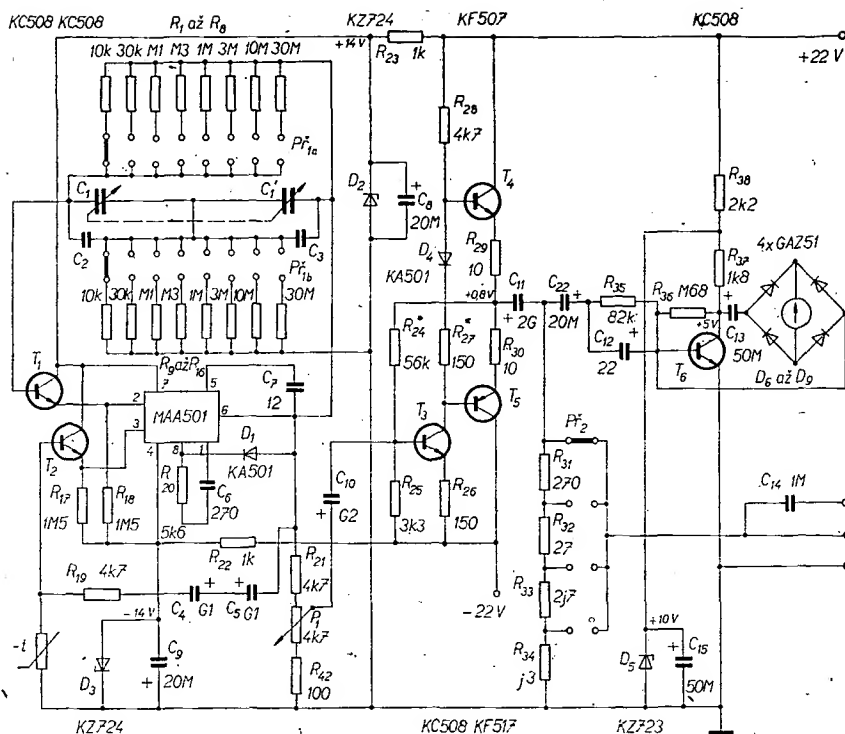 KC508 KC508 R1 až R8 KZ724 KF507 KC508
10k 30k M1 M3 1M 3M 10M 30M
+14V
R23 1k
+22 V
R28 4k7
Př1a
C1 C1'
D2
+ C8 20M
T4
R38 2k2
C2 C3
D4 KA501
R29 10
R37 1k8
4x GAZ51
Př1b
10k 30k M1 M3 1M 3M 10M 30M
+0,8V
C11 + 2G
C22 + 20M
R35 82k
R36 M68
+5V
+ C13 50M
R24* 56k
R27* 150
R30 10
C12 + 22
T6
D6 až D9
T1
R9 až R16
C7 12
7 5
2 MAA501 6
3
4 8 1
T5
T2
D1 KA501
T3
Př2
R17 1M5
R18 1M5
R20 5k6
C6 270
C10 + G2
R25 3k3
R26 150
R31 270
C14 1M
R22 1k
R32 27
R19 4k7
R21 4k7
C4 + G1
C5 + G1
R33 2j7
-22 V
-14V
P1 4k7
-t
D3
C9 + 20M
R42 100
R34 j3
+10V
D5
+ C15 50M
KZ724 KC508 KF517 KZ723